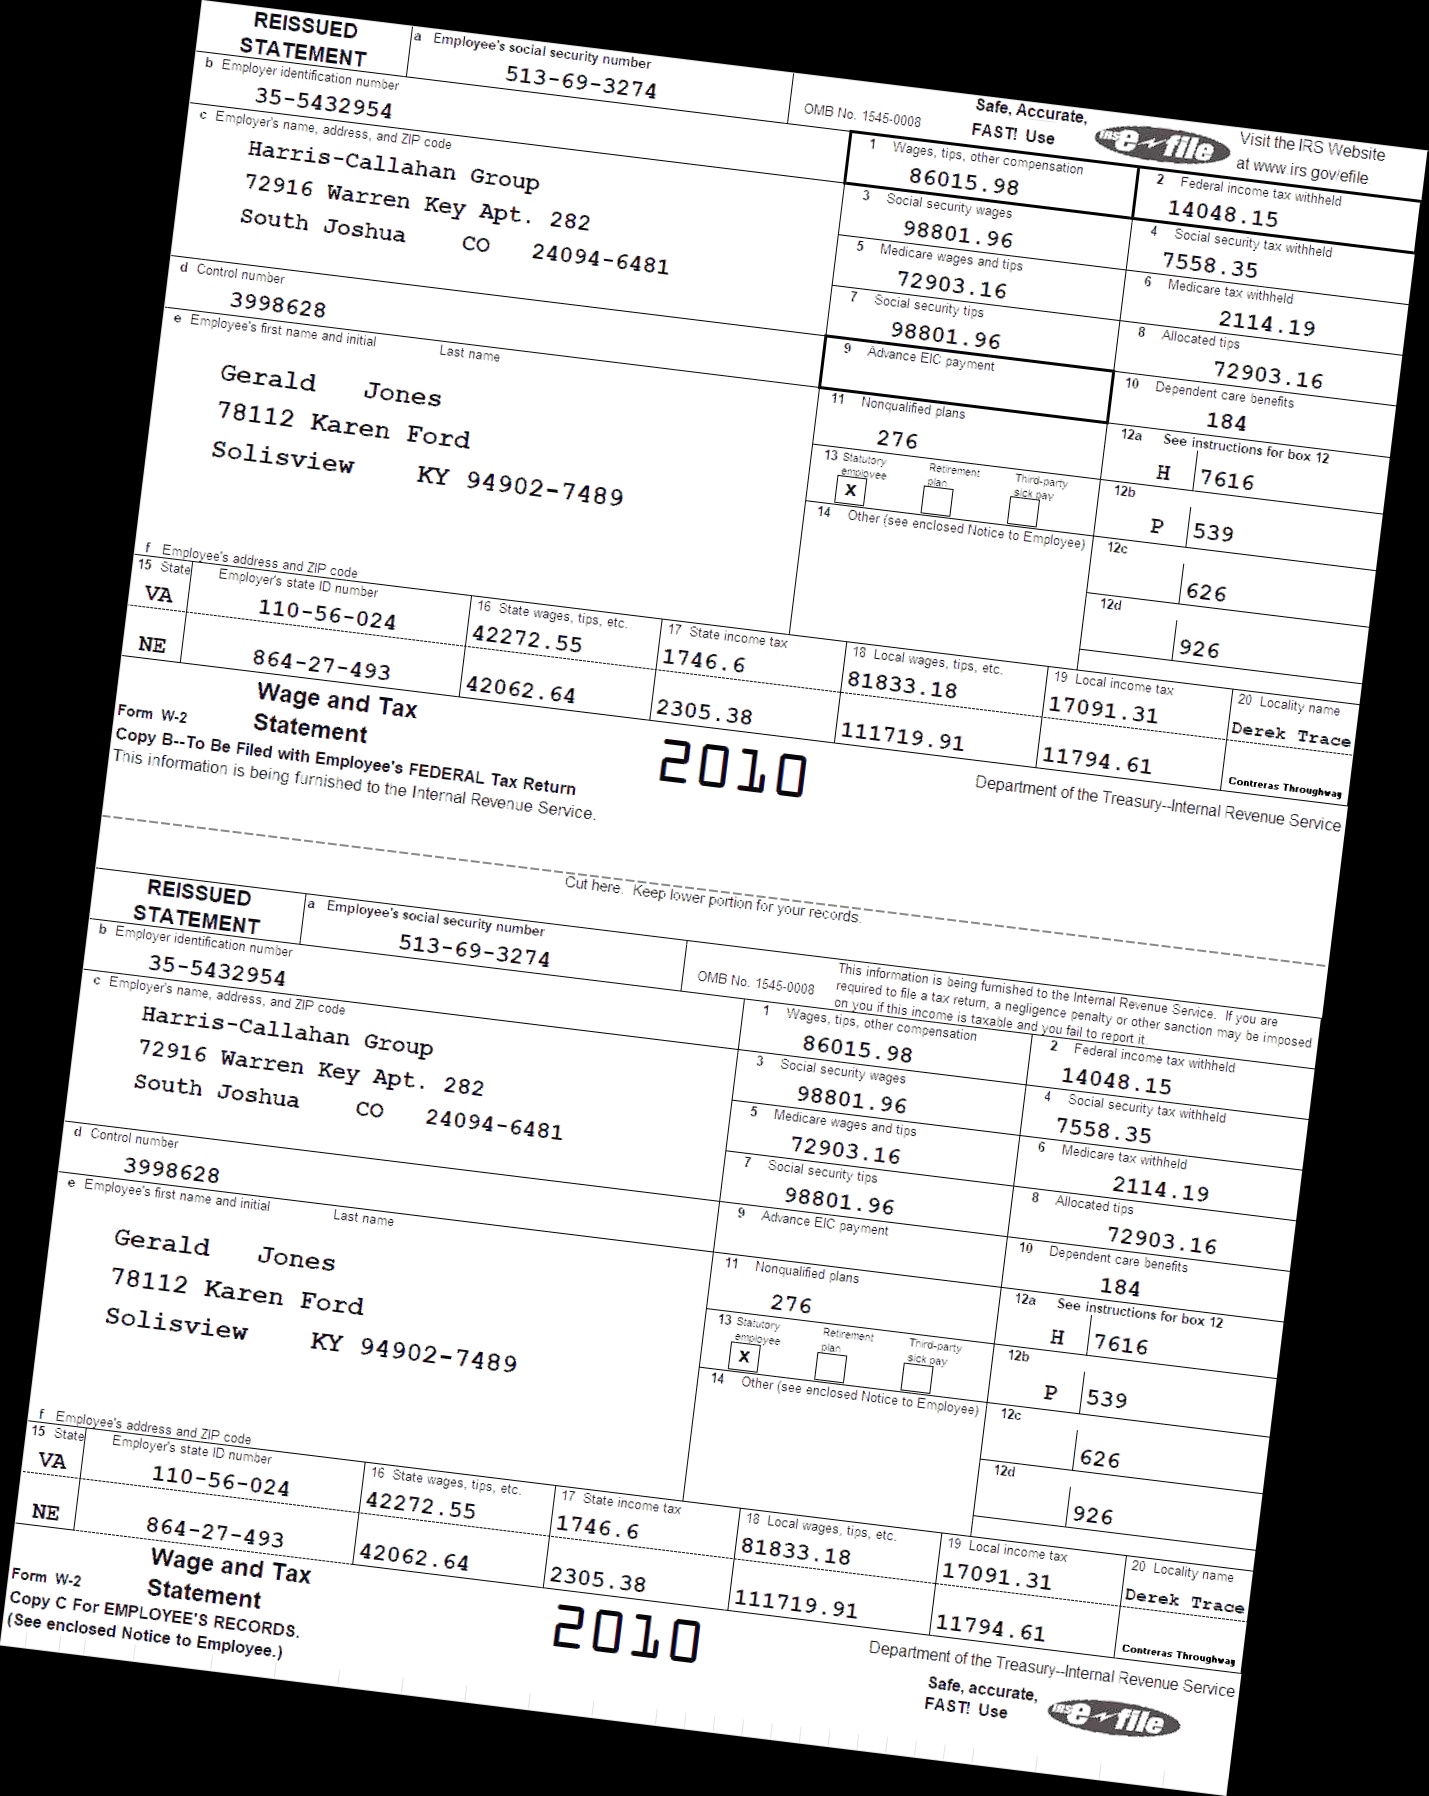 REISSUED
STATEMENT
a Employee's social security number
513-69-3274
OMB No. 1545-0008
Safe, Accurate,
FAST! Use
IRS e-file
Visit the IRS Website
at www.irs.gov/efile
b Employer identification number
35-5432954
c Employer's name, address, and ZIP code
Harris-Callahan Group
72916 Warren Key Apt. 282
South Joshua CO 24094-6481
d Control number
3998628
e Employee's first name and initial Last name
Gerald Jones
78112 Karen Ford
Solisview KY 94902-7489
f Employee's address and ZIP code
1 Wages, tips, other compensation
86015.98
2 Federal income tax withheld
14048.15
3 Social security wages
98801.96
4 Social security tax withheld
7558.35
5 Medicare wages and tips
72903.16
6 Medicare tax withheld
2114.19
7 Social security tips
98801.96
8 Allocated tips
72903.16
9 Advance EIC payment
10 Dependent care benefits
184
11 Nonqualified plans
276
12a See instructions for box 12
H 7616
13 Statutory employee Retirement plan Third-party sick pay
X
12b
P 539
14 Other (see enclosed Notice to Employee)
12c
626
12d
926
15 State Employer's state ID number
VA 110-56-024
NE 864-27-493
16 State wages, tips, etc.
42272.55
42062.64
17 State income tax
1746.6
2305.38
18 Local wages, tips, etc.
81833.18
111719.91
19 Local income tax
17091.31
11794.61
20 Locality name
Derek Trace
Contreras Throughway
Form W-2
Wage and Tax
Statement
2010
Copy B--To Be Filed with Employee's FEDERAL Tax Return
This information is being furnished to the Internal Revenue Service.
Department of the Treasury--Internal Revenue Service
Cut here. Keep lower portion for your records.
REISSUED
STATEMENT
a Employee's social security number
513-69-3274
OMB No. 1545-0008
This information is being furnished to the Internal Revenue Service. If you are
required to file a tax return, a negligence penalty or other sanction may be imposed
on you if this income is taxable and you fail to report it.
b Employer identification number
35-5432954
c Employer's name, address, and ZIP code
Harris-Callahan Group
72916 Warren Key Apt. 282
South Joshua CO 24094-6481
d Control number
3998628
e Employee's first name and initial Last name
Gerald Jones
78112 Karen Ford
Solisview KY 94902-7489
f Employee's address and ZIP code
1 Wages, tips, other compensation
86015.98
2 Federal income tax withheld
14048.15
3 Social security wages
98801.96
4 Social security tax withheld
7558.35
5 Medicare wages and tips
72903.16
6 Medicare tax withheld
2114.19
7 Social security tips
98801.96
8 Allocated tips
72903.16
9 Advance EIC payment
10 Dependent care benefits
184
11 Nonqualified plans
276
12a See instructions for box 12
H 7616
13 Statutory employee Retirement plan Third-party sick pay
X
12b
P 539
14 Other (see enclosed Notice to Employee)
12c
626
12d
926
15 State Employer's state ID number
VA 110-56-024
NE 864-27-493
16 State wages, tips, etc.
42272.55
42062.64
17 State income tax
1746.6
2305.38
18 Local wages, tips, etc.
81833.18
111719.91
19 Local income tax
17091.31
11794.61
20 Locality name
Derek Trace
Contreras Throughway
Form W-2
Wage and Tax
Statement
2010
Copy C For EMPLOYEE'S RECORDS.
(See enclosed Notice to Employee.)
Department of the Treasury--Internal Revenue Service
Safe, accurate,
FAST! Use
IRS e-file